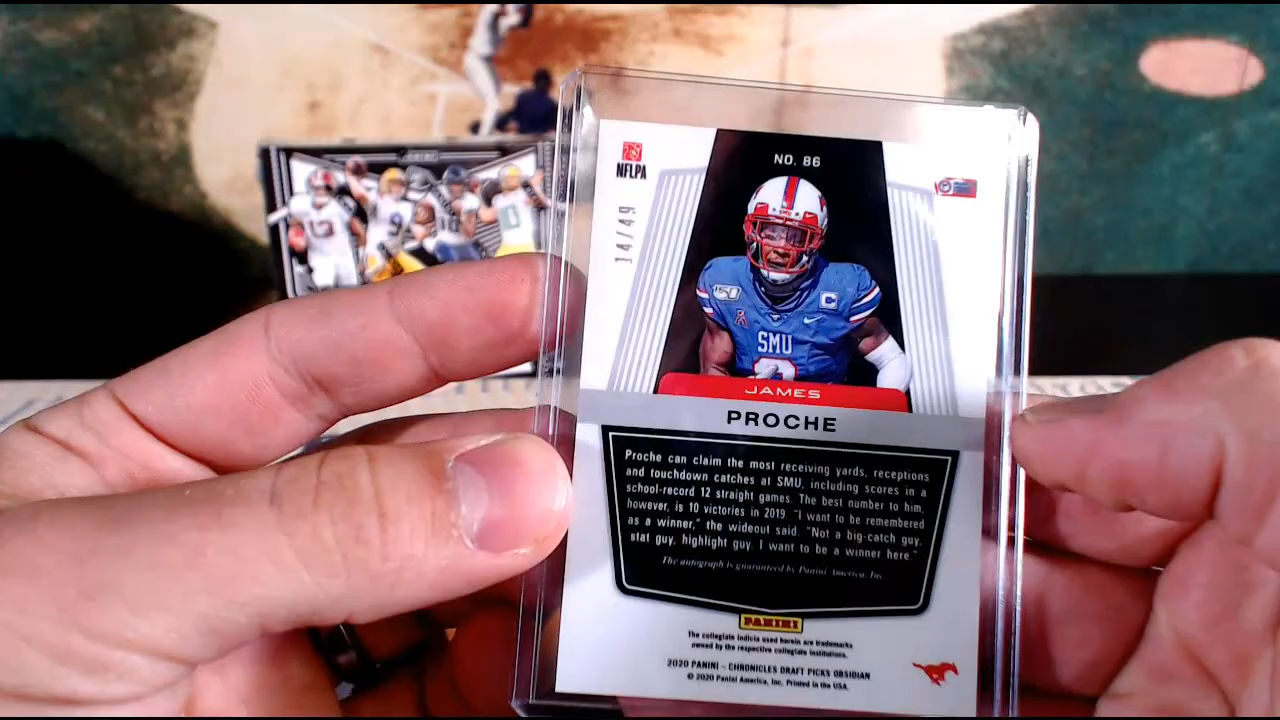 NO. 86
NFLPA
14/49
SMU
150
C
SMU
JAMES
PROCHE
Proche can claim the most receiving yards, receptions
and touchdown catches at SMU, including scores in a
school-record 12 straight games. The best number to him,
however, is 10 victories in 2019. "I want to be remembered
as a winner," the wideout said. "Not a big-catch guy,
stat guy, highlight guy. I want to be a winner here."
The autograph is guaranteed by Panini America, Inc.
PANINI
The collegiate indicia used herein are trademarks
owned by the respective collegiate institutions.
2020 PANINI – CHRONICLES DRAFT PICKS OBSIDIAN
© 2020 Panini America, Inc. Printed in the USA.